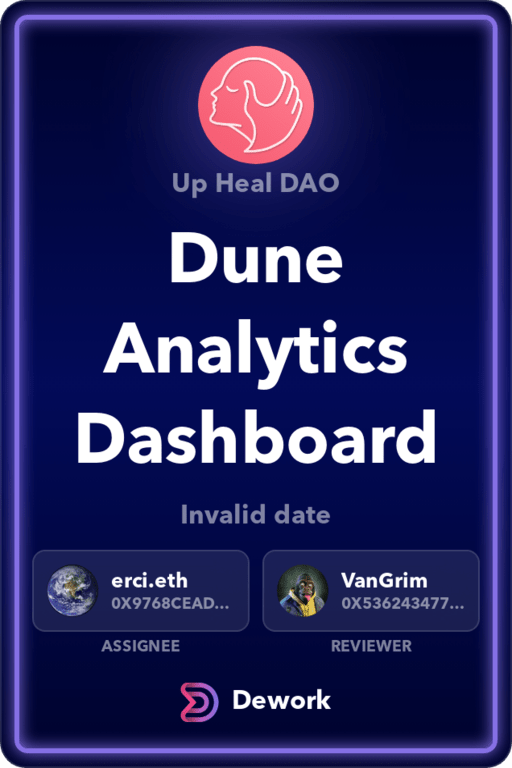 Up Heal DAO
Dune
Analytics
Dashboard
Invalid date
erci.eth
0X9768CEAD...
ASSIGNEE
VanGrim
0X536243477...
REVIEWER
Dework